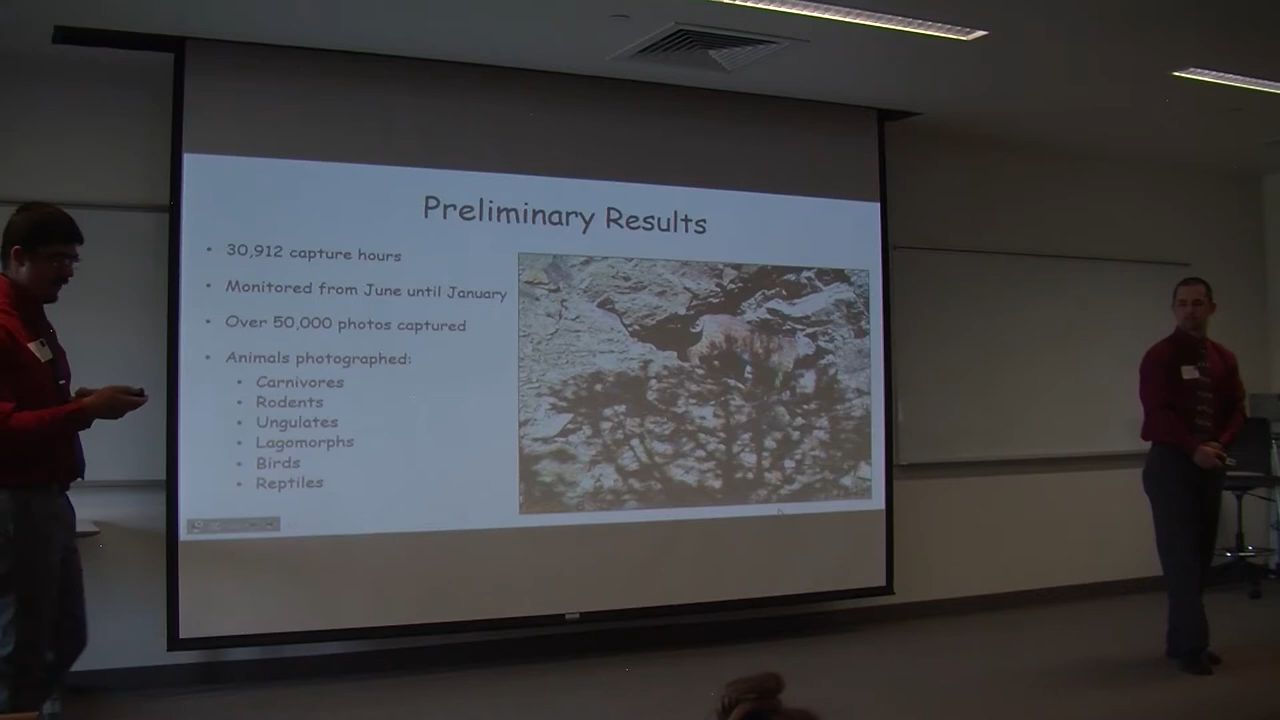 Preliminary Results
• 30,912 capture hours
• Monitored from June until January
• Over 50,000 photos captured
• Animals photographed:
• Carnivores
• Rodents
• Ungulates
• Lagomorphs
• Birds
• Reptiles